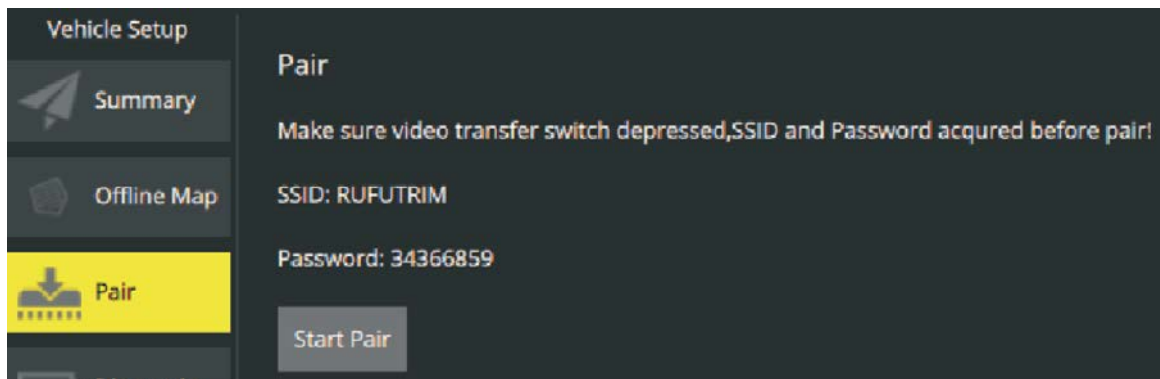 Vehicle Setup
Summary
Offline Map
Pair
Pair
Make sure video transfer switch depressed,SSID and Password acqured before pair!
SSID: RUFUTRIM
Password: 34366859
Start Pair